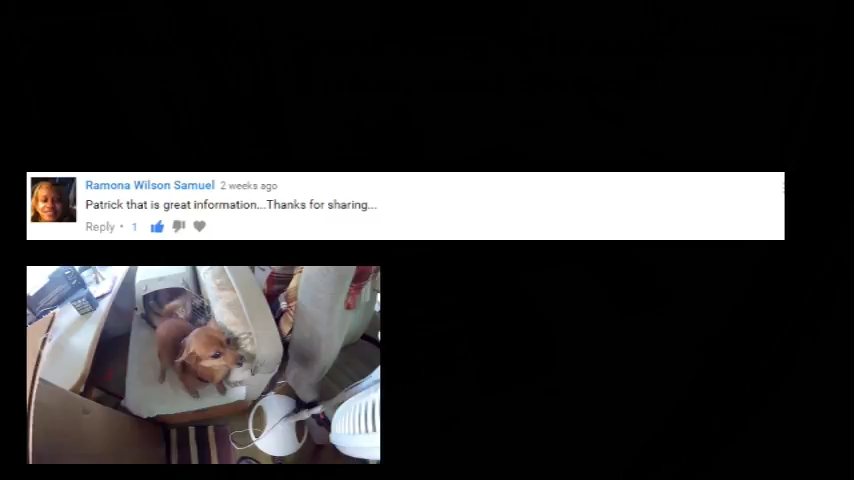 Ramona Wilson Samuel 2 weeks ago
Patrick that is great information...Thanks for sharing...
Reply • 1